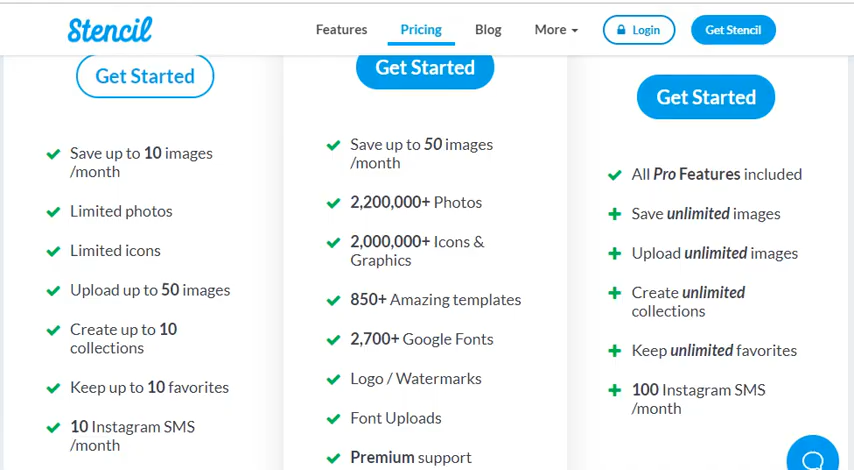 Stencil
Features
Pricing
Blog
More
Login
Get Stencil
Get Started
Save up to 10 images
/month
Limited photos
Limited icons
Upload up to 50 images
Create up to 10
collections
Keep up to 10 favorites
10 Instagram SMS
/month
Get Started
Save up to 50 images
/month
2,200,000+ Photos
2,000,000+ Icons &
Graphics
850+ Amazing templates
2,700+ Google Fonts
Logo / Watermarks
Font Uploads
Premium support
Get Started
All Pro Features included
Save unlimited images
Upload unlimited images
Create unlimited
collections
Keep unlimited favorites
100 Instagram SMS
/month